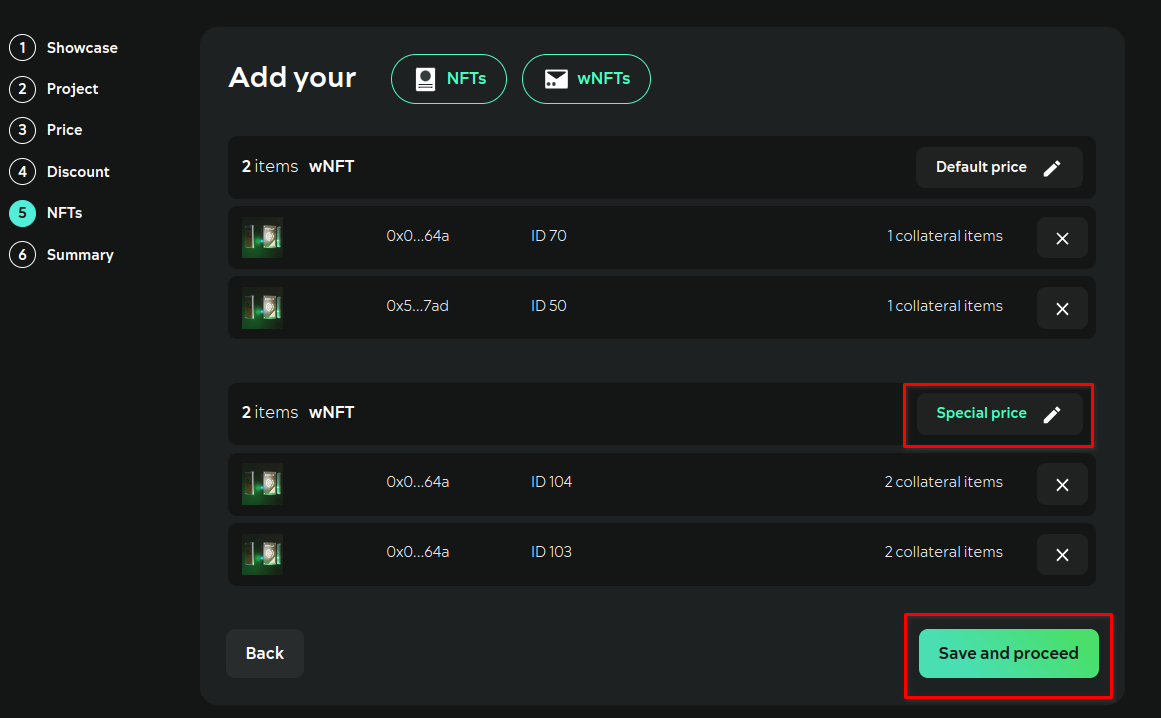 1 Showcase
2 Project
3 Price
4 Discount
5 NFTs
6 Summary
Add your NFTs wNFTs
2 items wNFT Default price
0x0...64a ID 70 1 collateral items
0x5...7ad ID 50 1 collateral items
2 items wNFT Special price
0x0...64a ID 104 2 collateral items
0x0...64a ID 103 2 collateral items
Back Save and proceed